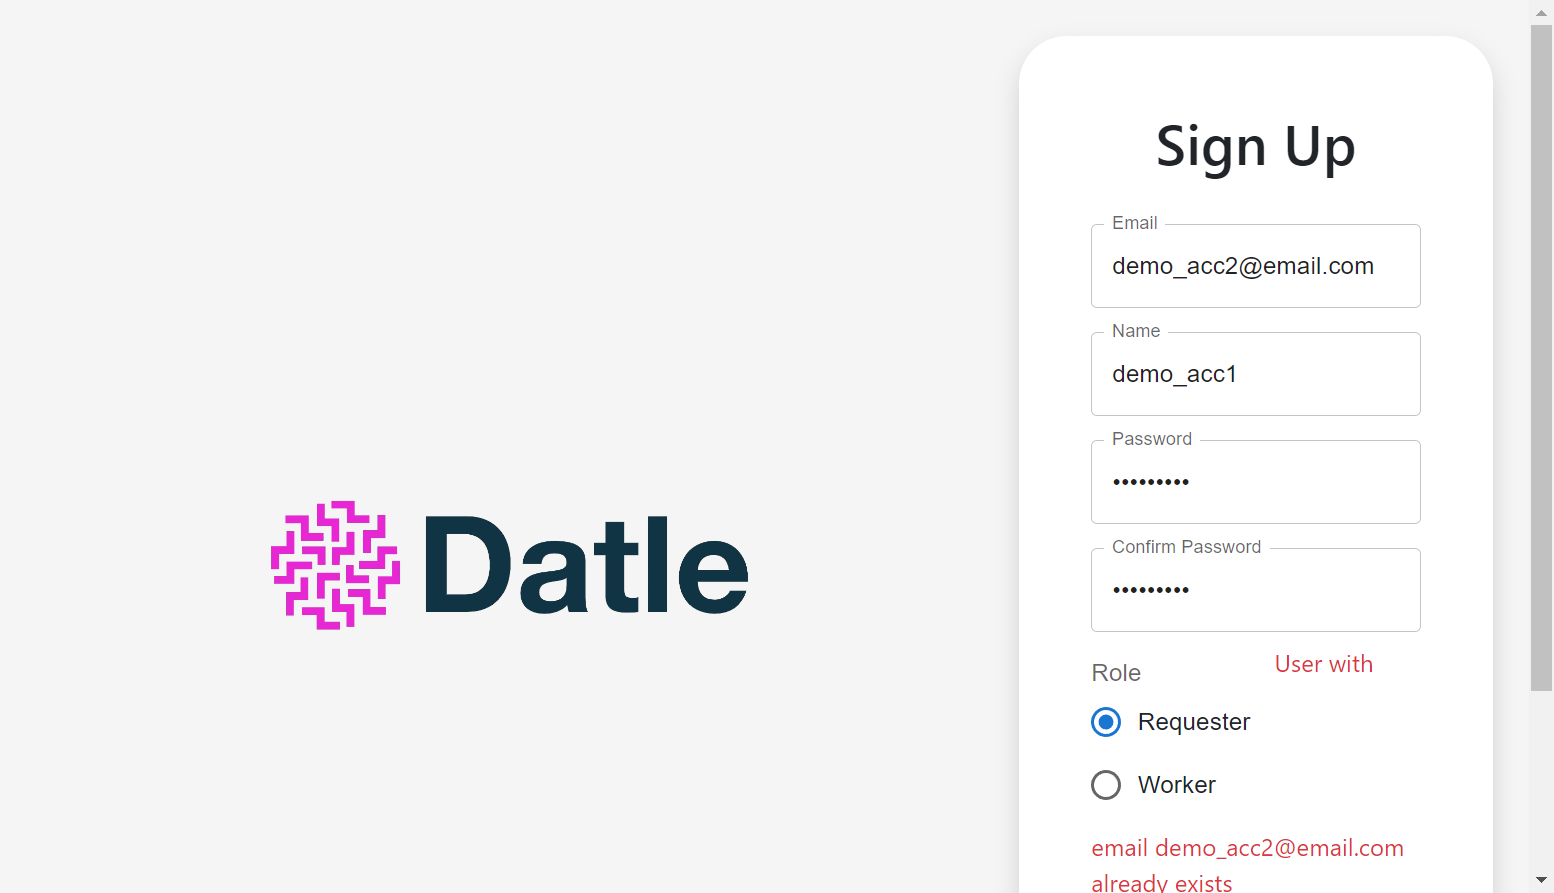 Datle
Sign Up
Email
demo_acc2@email.com
Name
demo_acc1
Password
•••••••••
Confirm Password
•••••••••
Role
User with
Requester
Worker
email demo_acc2@email.com
already exists